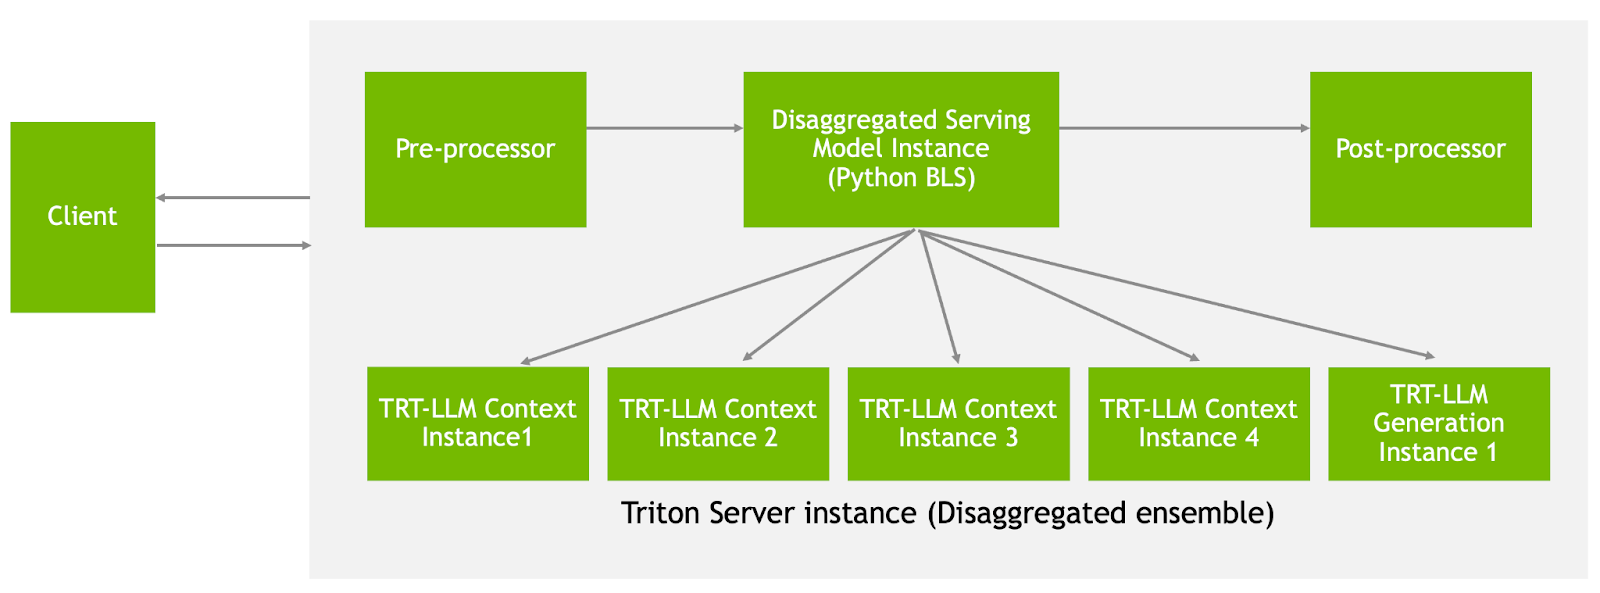 Client
Pre-processor
Disaggregated Serving
Model Instance
(Python BLS)
Post-processor
TRT-LLM Context
Instance1
TRT-LLM Context
Instance 2
TRT-LLM Context
Instance 3
TRT-LLM Context
Instance 4
TRT-LLM
Generation
Instance 1
Triton Server instance (Disaggregated ensemble)